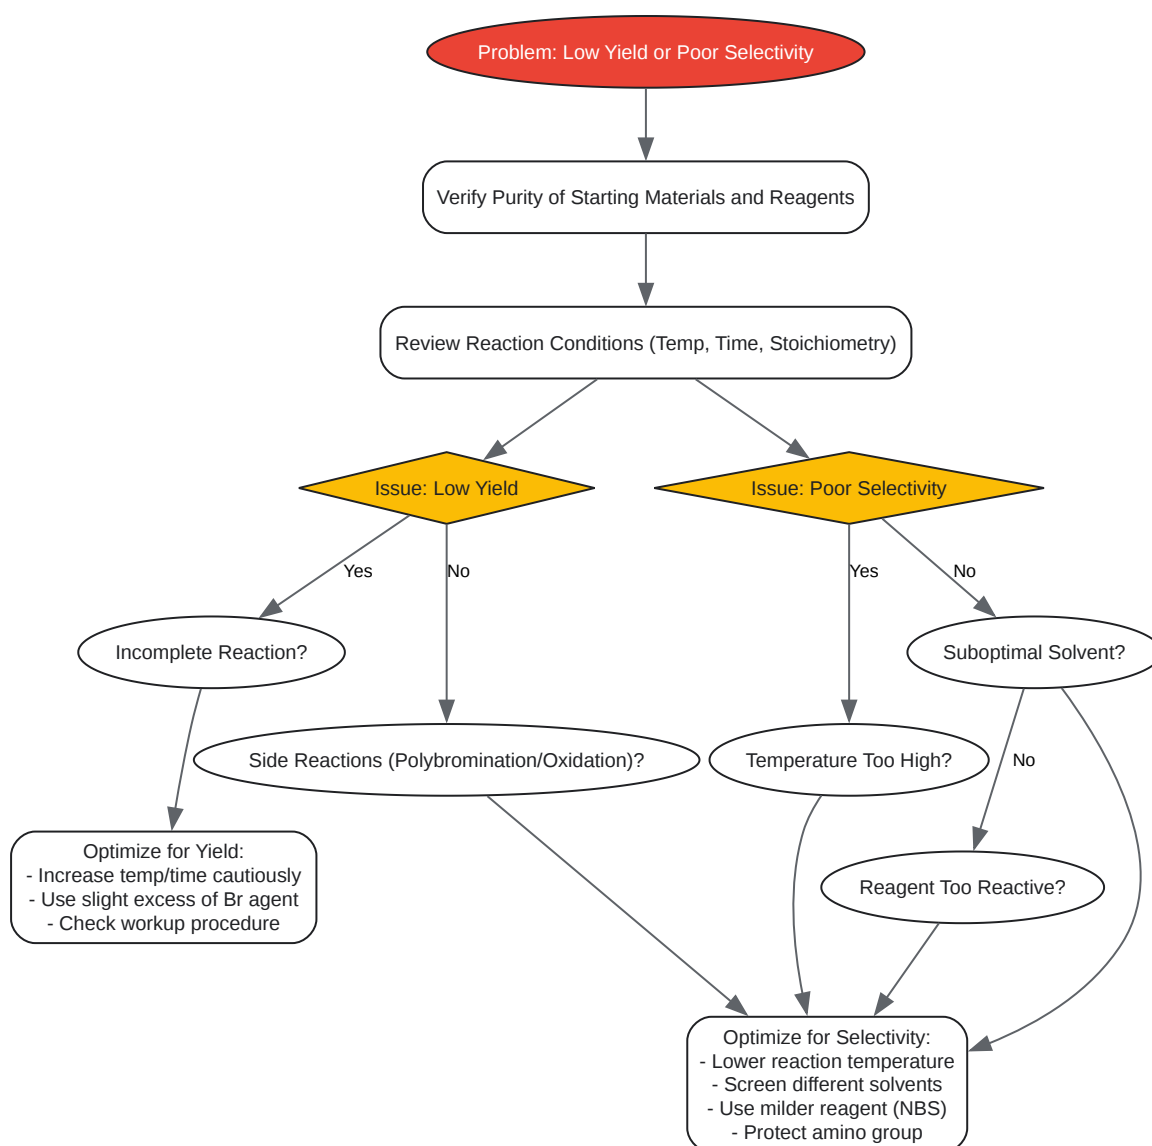 Problem: Low Yield or Poor Selectivity
Verify Purity of Starting Materials and Reagents
Review Reaction Conditions (Temp, Time, Stoichiometry)
Issue: Low Yield
Issue: Poor Selectivity
Yes
No
Yes
No
Incomplete Reaction?
Suboptimal Solvent?
Side Reactions (Polybromination/Oxidation)?
Temperature Too High?
No
Optimize for Yield:
- Increase temp/time cautiously
- Use slight excess of Br agent
- Check workup procedure
Reagent Too Reactive?
Optimize for Selectivity:
- Lower reaction temperature
- Screen different solvents
- Use milder reagent (NBS)
- Protect amino group